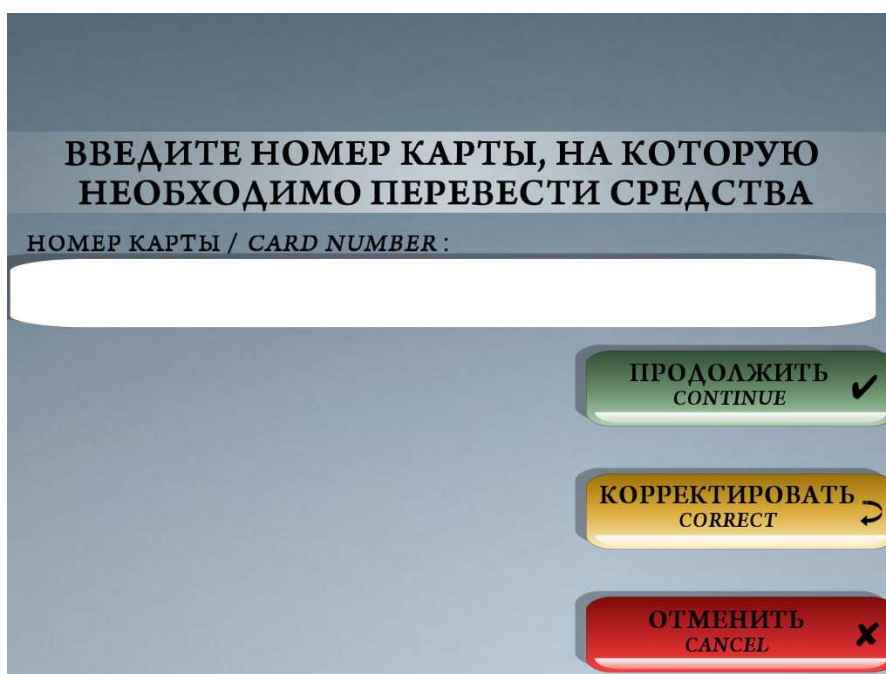 ВВЕДИТЕ НОМЕР КАРТЫ, НА КОТОРУЮ
НЕОБХОДИМО ПЕРЕВЕСТИ СРЕДСТВА
НОМЕР КАРТЫ / CARD NUMBER :
ПРОДОЛЖИТЬ
CONTINUE
КОРРЕКТИРОВАТЬ
CORRECT
ОТМЕНИТЬ
CANCEL